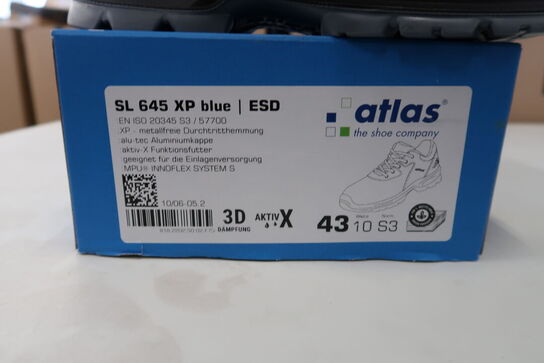 SL 645 XP blue | ESD
EN ISO 20345 S3 / 57700
XP - metallfreie Durchtritthemmung
alu-tec Aluminiumkappe
aktiv-X Funktionsfutter
geeignet für die Einlagenversorgung
MPU® INNOFLEX SYSTEM S
10/06-05.2
3D
DÄMPFUNG
AKTIV X
atlas®
the shoe company
43 10 S3